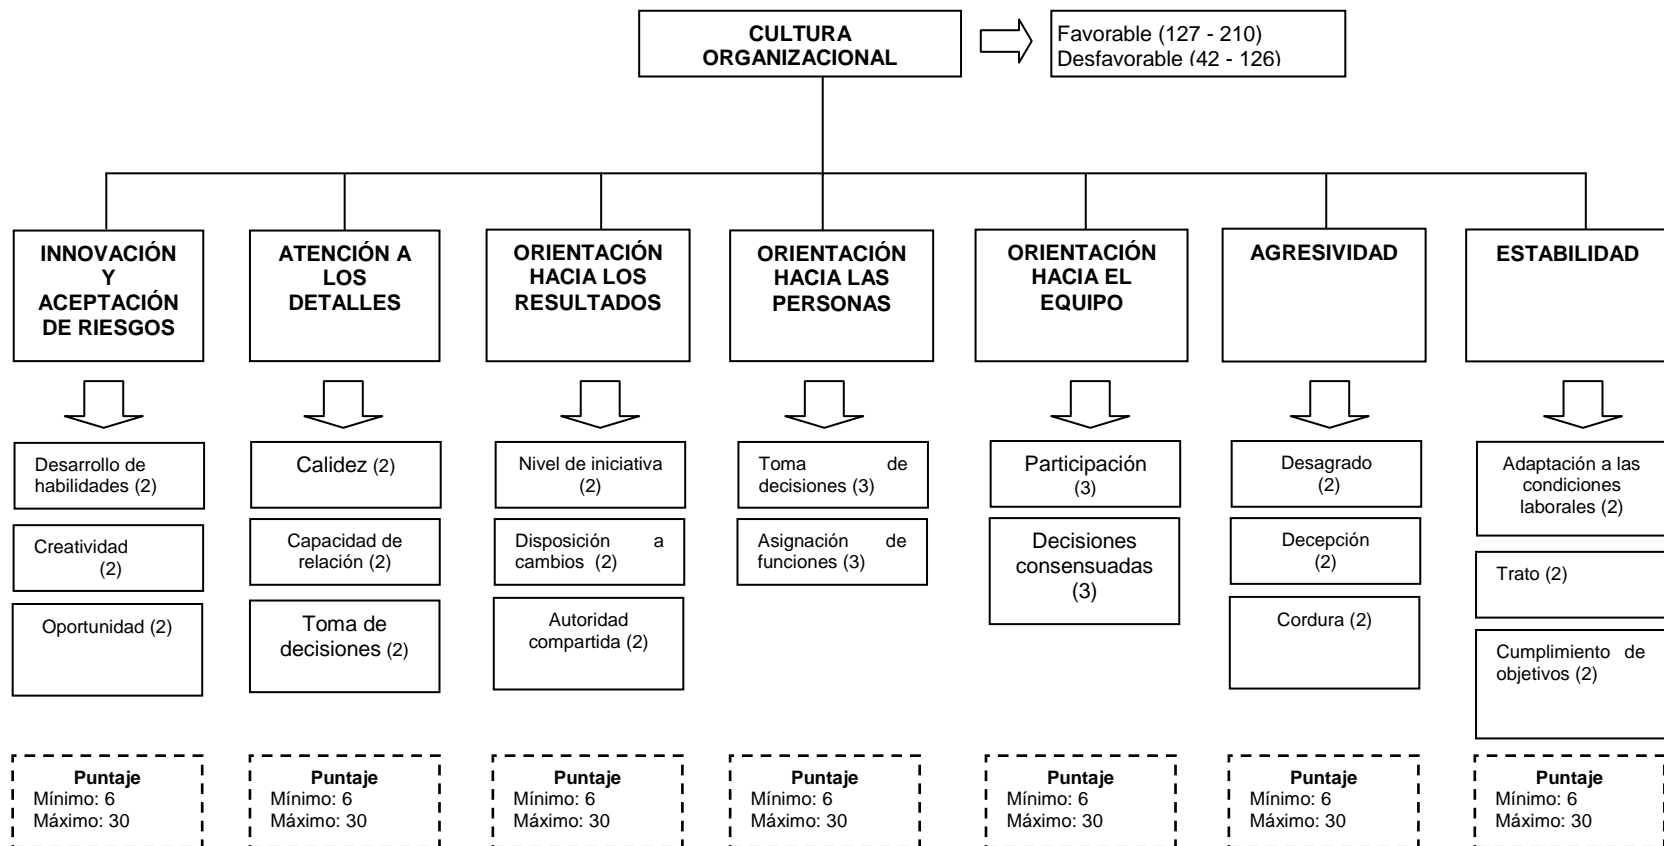 CULTURA
ORGANIZACIONAL
Favorable (127 - 210)
Desfavorable (42 - 126)
INNOVACIÓN
Y
ACEPTACIÓN
DE RIESGOS
ATENCIÓN A
LOS
DETALLES
ORIENTACIÓN
HACIA LOS
RESULTADOS
ORIENTACIÓN
HACIA LAS
PERSONAS
ORIENTACIÓN
HACIA EL
EQUIPO
AGRESIVIDAD
ESTABILIDAD
Desarrollo de
habilidades (2)
Creatividad
(2)
Oportunidad (2)
Calidez (2)
Capacidad de
relación (2)
Toma de
decisiones (2)
Nivel de iniciativa
(2)
Disposición a
cambios (2)
Autoridad
compartida (2)
Toma de
decisiones (3)
Asignación de
funciones (3)
Participación
(3)
Decisiones
consensuadas
(3)
Desagrado
(2)
Decepción
(2)
Cordura (2)
Adaptación a las
condiciones
laborales (2)
Trato (2)
Cumplimiento de
objetivos (2)
Puntaje
Mínimo: 6
Máximo: 30
Puntaje
Mínimo: 6
Máximo: 30
Puntaje
Mínimo: 6
Máximo: 30
Puntaje
Mínimo: 6
Máximo: 30
Puntaje
Mínimo: 6
Máximo: 30
Puntaje
Mínimo: 6
Máximo: 30
Puntaje
Mínimo: 6
Máximo: 30